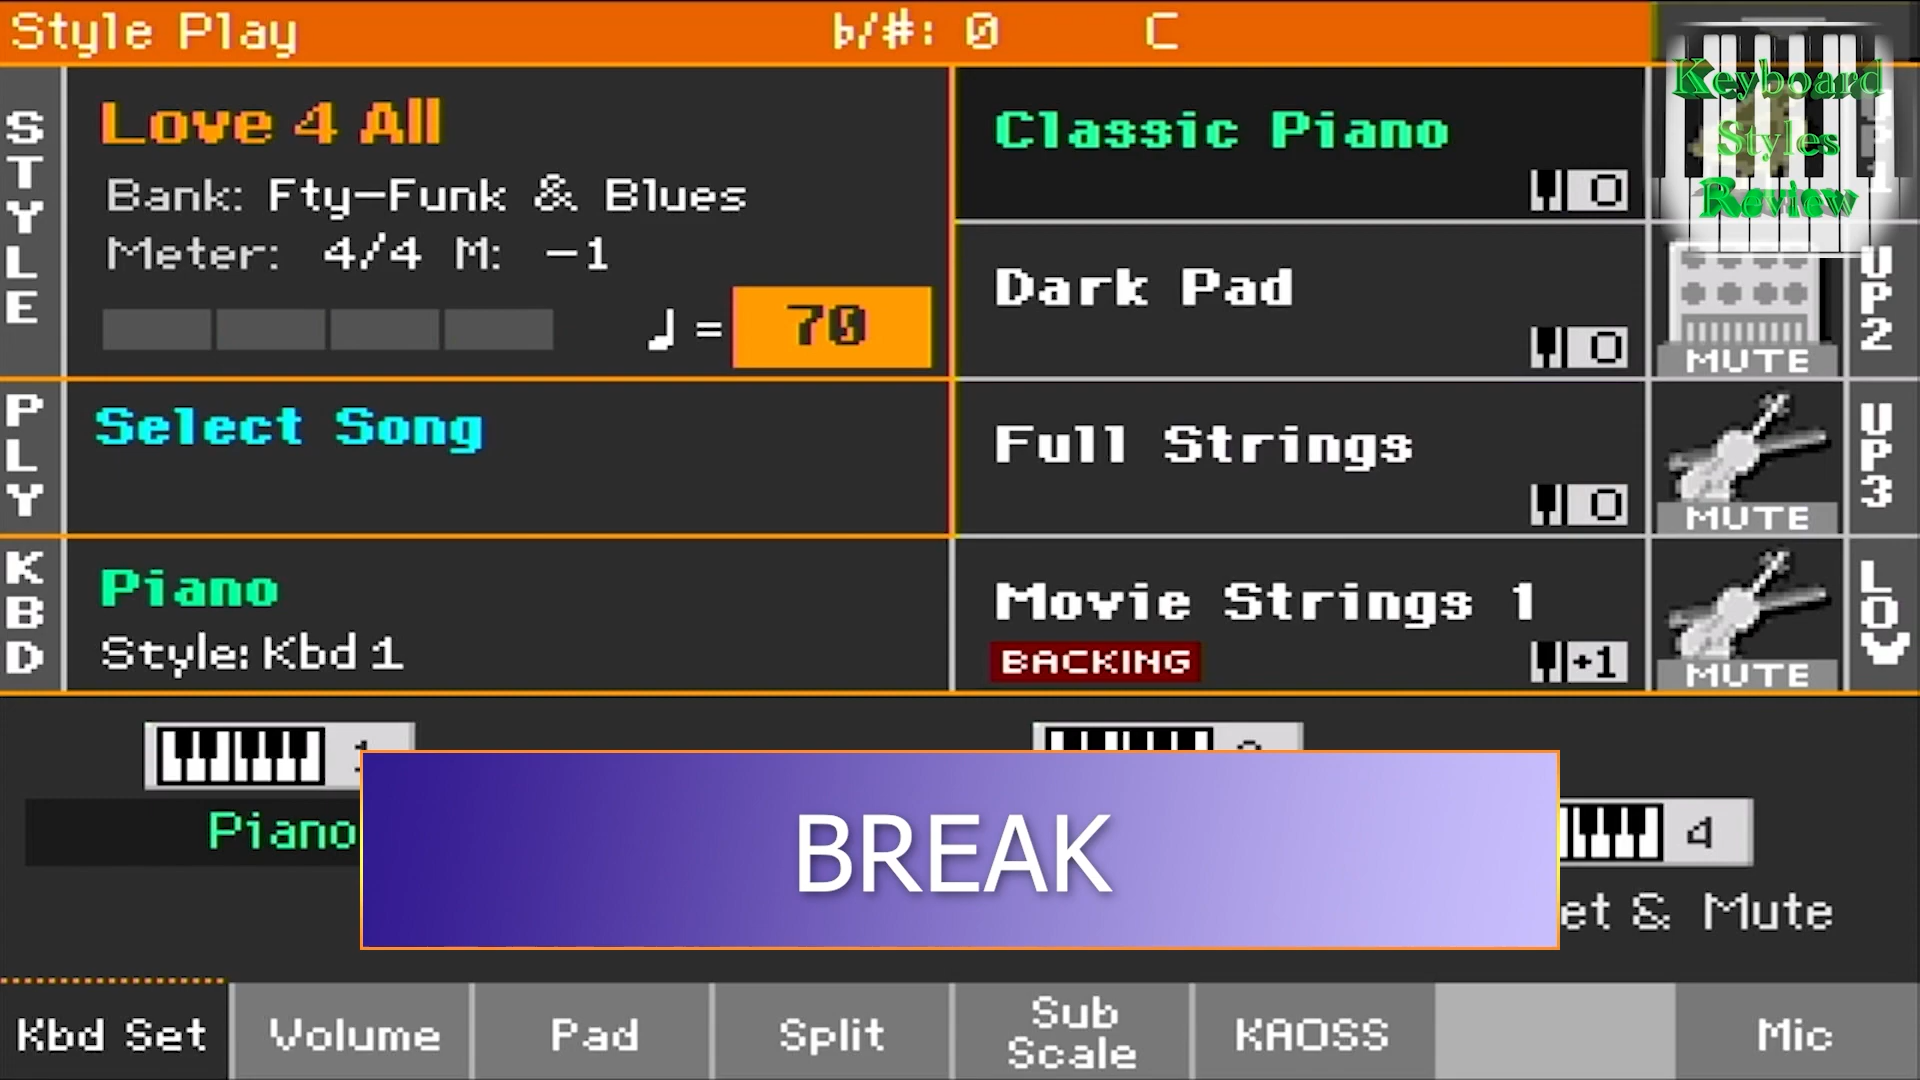 Style Play
♭/#: 0
C
Keyboard
Styles
Review
STYLE
Love 4 All
Bank: Fty-Funk & Blues
Meter: 4/4 M: -1
♩ = 70
Classic Piano
0
Dark Pad
0
MUTE
UP2
PLY
Select Song
Full Strings
0
MUTE
UP3
KBD
Piano
Style: Kbd 1
Movie Strings 1
BACKING
+1
MUTE
LOW
Piano
BREAK
4
& Mute
Kbd Set
Volume
Pad
Split
Sub
Scale
KAOSS
Mic